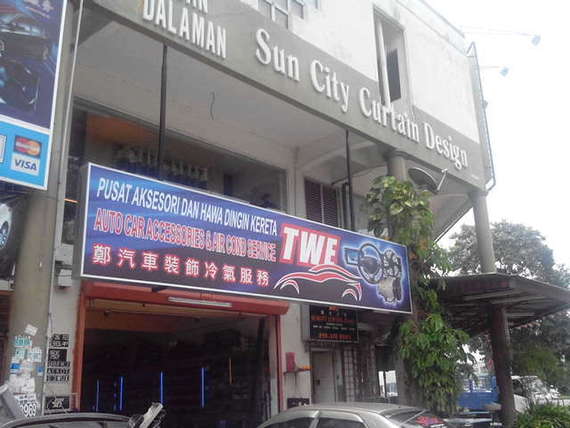 DALAMAN
Sun City Curtain Design
VISA
PUSAT AKSESORI DAN HAWA DINGIN KERETA
AUTO CAR ACCESSORIES & AIR COND SERVICE
鄭汽車裝飾冷氣服務
TWE